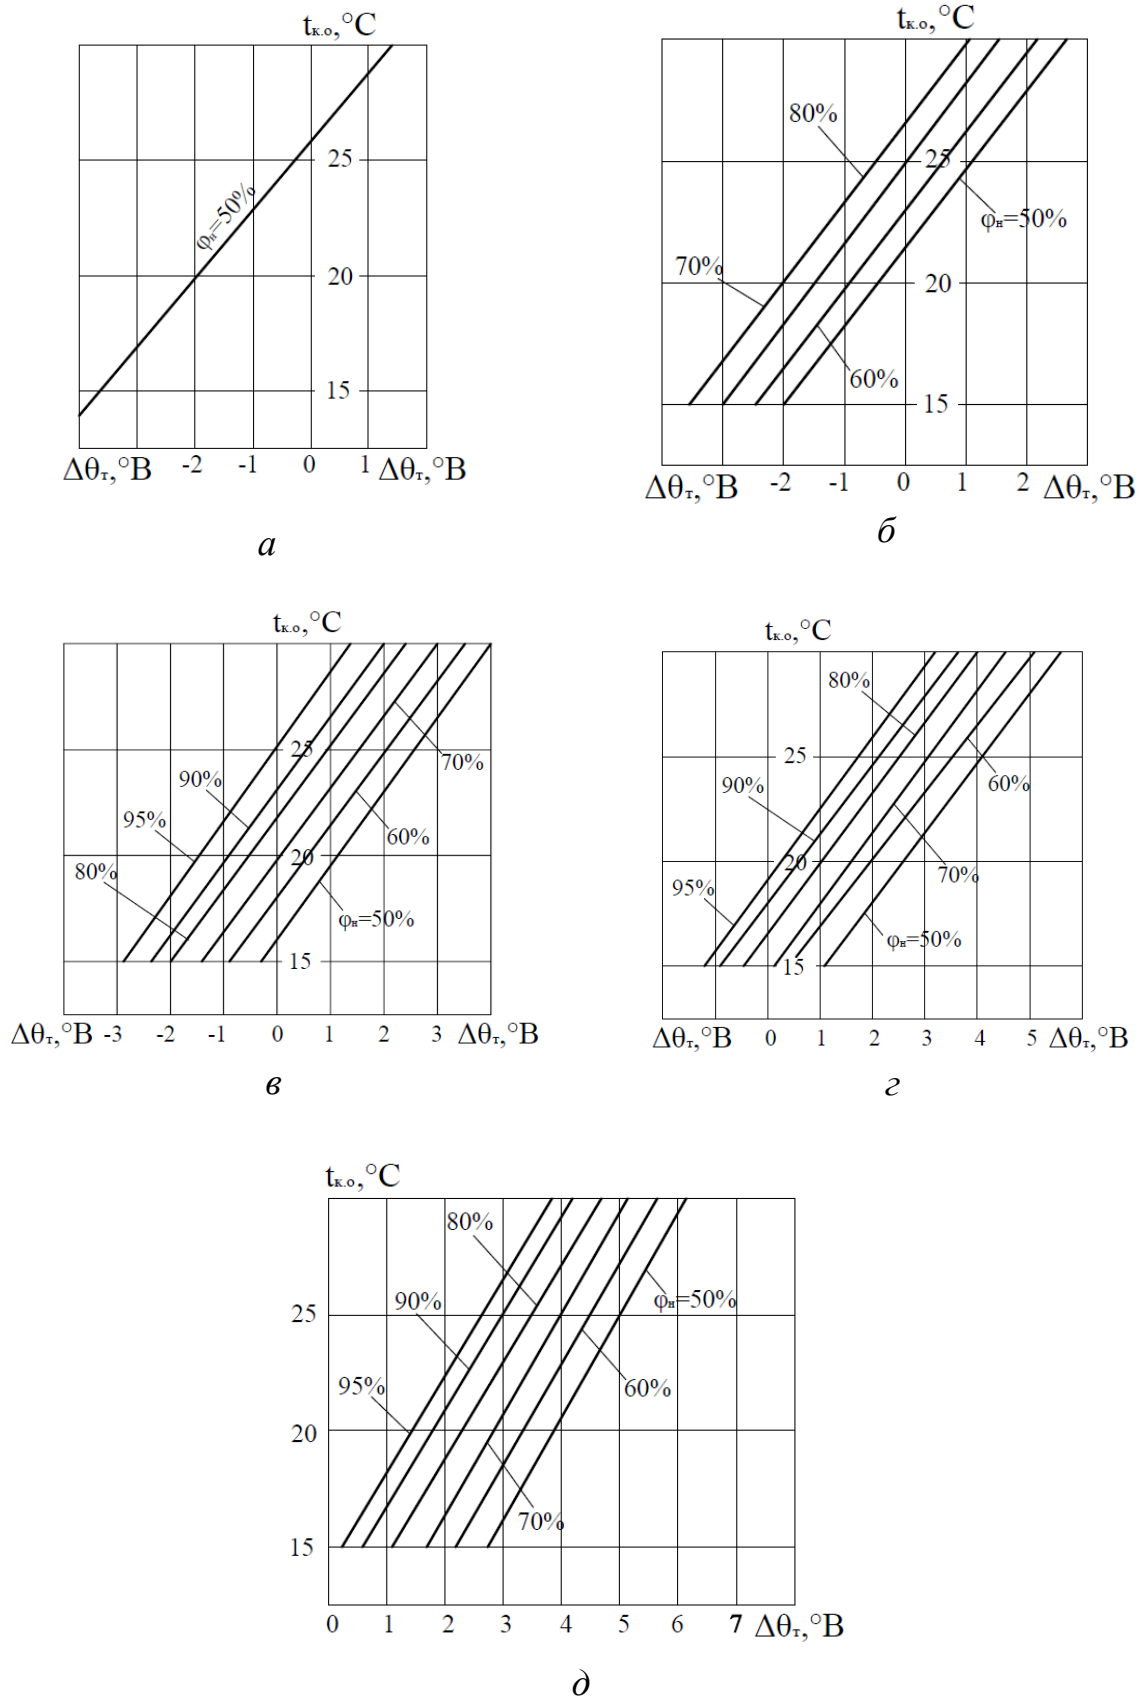 tк.о,°C
25
φн=50%
20
15
Δθт,°B -2 -1 0 1 Δθт,°B
а
tк.о,°C
80%
25
φн=50%
70%
20
60%
15
Δθт,°B -2 -1 0 1 2 Δθт,°B
б
tк.о,°C
25
70%
90%
95%
60%
20
80%
φн=50%
15
Δθт,°B -3 -2 -1 0 1 2 3 Δθт,°B
в
tк.о,°C
80%
25
90%
60%
20
70%
95%
φн=50%
15
Δθт,°B 0 1 2 3 4 5 Δθт,°B
г
tк.о,°C
80%
90%
φн=50%
25
95%
60%
20
70%
15
0 1 2 3 4 5 6 7 Δθт,°B
д